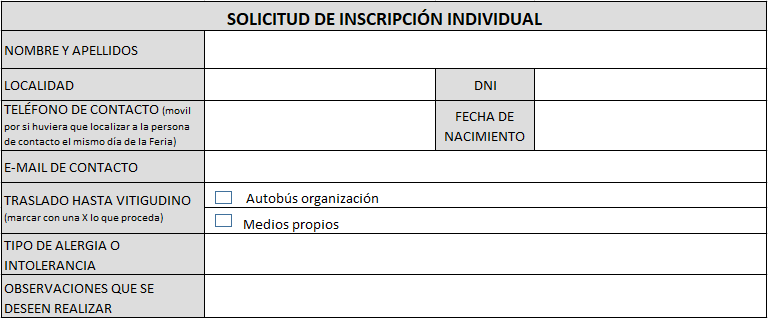 SOLICITUD DE INSCRIPCIÓN INDIVIDUAL
NOMBRE Y APELLIDOS
LOCALIDAD
DNI
TELÉFONO DE CONTACTO (movil
por si huviera que localizar a la persona
de contacto el mismo día de la Feria)
FECHA DE
NACIMIENTO
E-MAIL DE CONTACTO
TRASLADO HASTA VITIGUDINO
(marcar con una X lo que proceda)
Autobús organización
Medios propios
TIPO DE ALERGIA O
INTOLERANCIA
OBSERVACIONES QUE SE
DESEEN REALIZAR